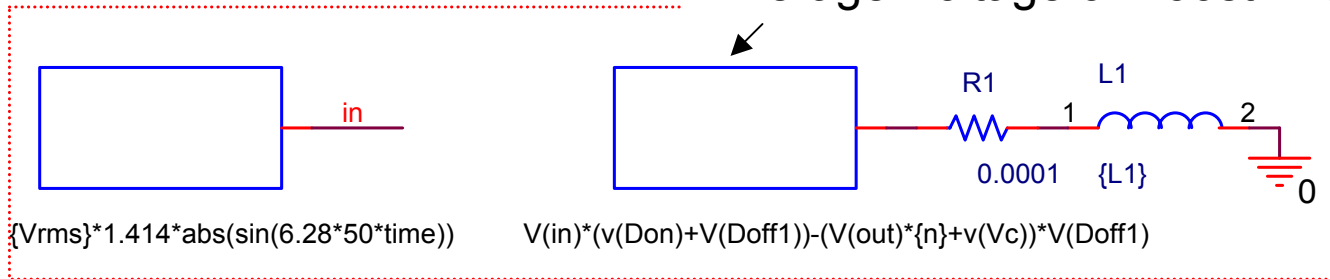 in
R1
L1
1
2
0.0001
{L1}
0
{Vrms}*1.414*abs(sin(6.28*50*time))
V(in)*(v(Don)+V(Doff1))-(V(out)*{n}+v(Vc))*V(Doff1)